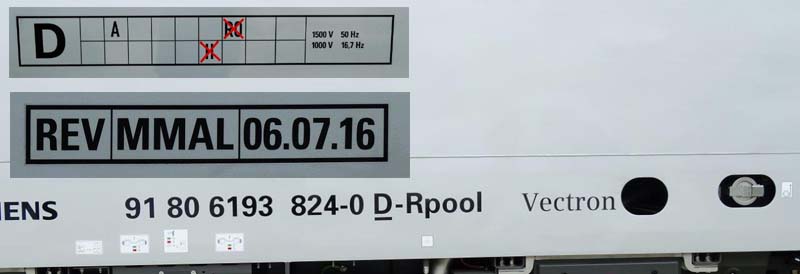 D A RO 1500 V 50 Hz
H 1000 V 16,7 Hz
REV MMAL 06.07.16
IENS 91 80 6193 824-0 D-Rpool Vectron